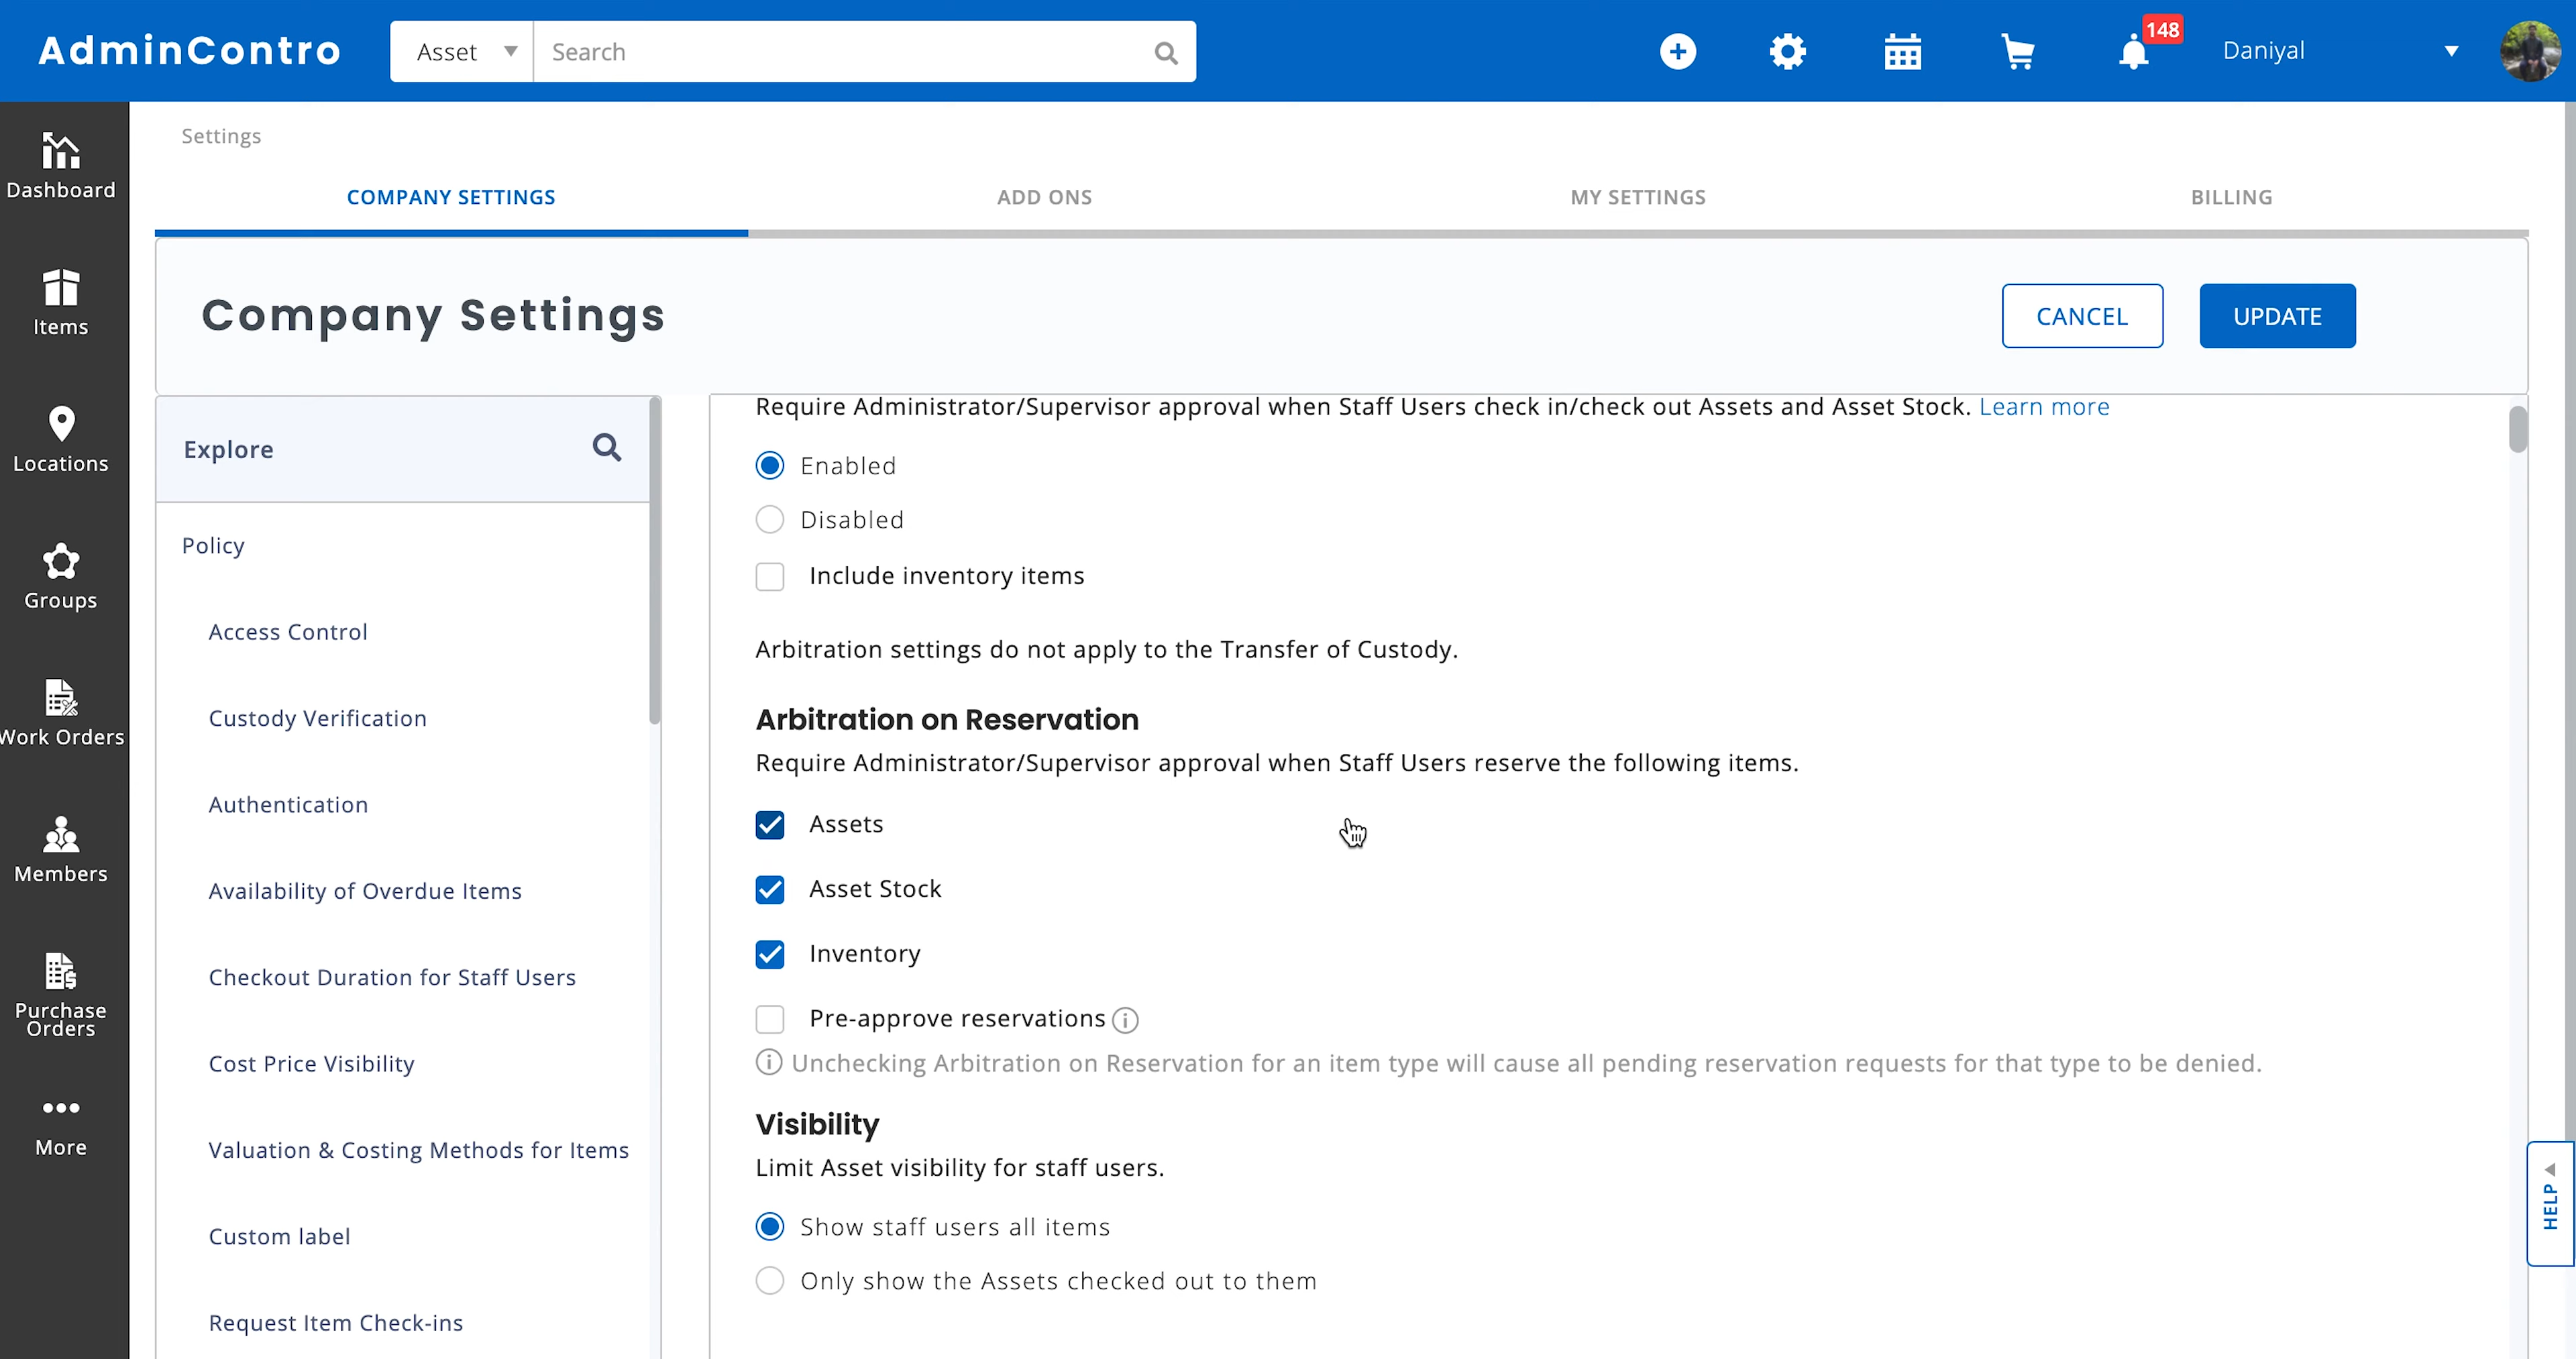 AdminContro
Asset
Search
148
Daniyal
Dashboard
Items
Locations
Groups
Work Orders
Members
Purchase
Orders
More
Settings
COMPANY SETTINGS
ADD ONS
MY SETTINGS
BILLING
Company Settings
CANCEL
UPDATE
Explore
Policy
Access Control
Custody Verification
Authentication
Availability of Overdue Items
Checkout Duration for Staff Users
Cost Price Visibility
Valuation & Costing Methods for Items
Custom label
Request Item Check-ins
Require Administrator/Supervisor approval when Staff Users check in/check out Assets and Asset Stock. Learn more
Enabled
Disabled
Include inventory items
Arbitration settings do not apply to the Transfer of Custody.
Arbitration on Reservation
Require Administrator/Supervisor approval when Staff Users reserve the following items.
Assets
Asset Stock
Inventory
Pre-approve reservations
Unchecking Arbitration on Reservation for an item type will cause all pending reservation requests for that type to be denied.
Visibility
Limit Asset visibility for staff users.
Show staff users all items
Only show the Assets checked out to them
HELP